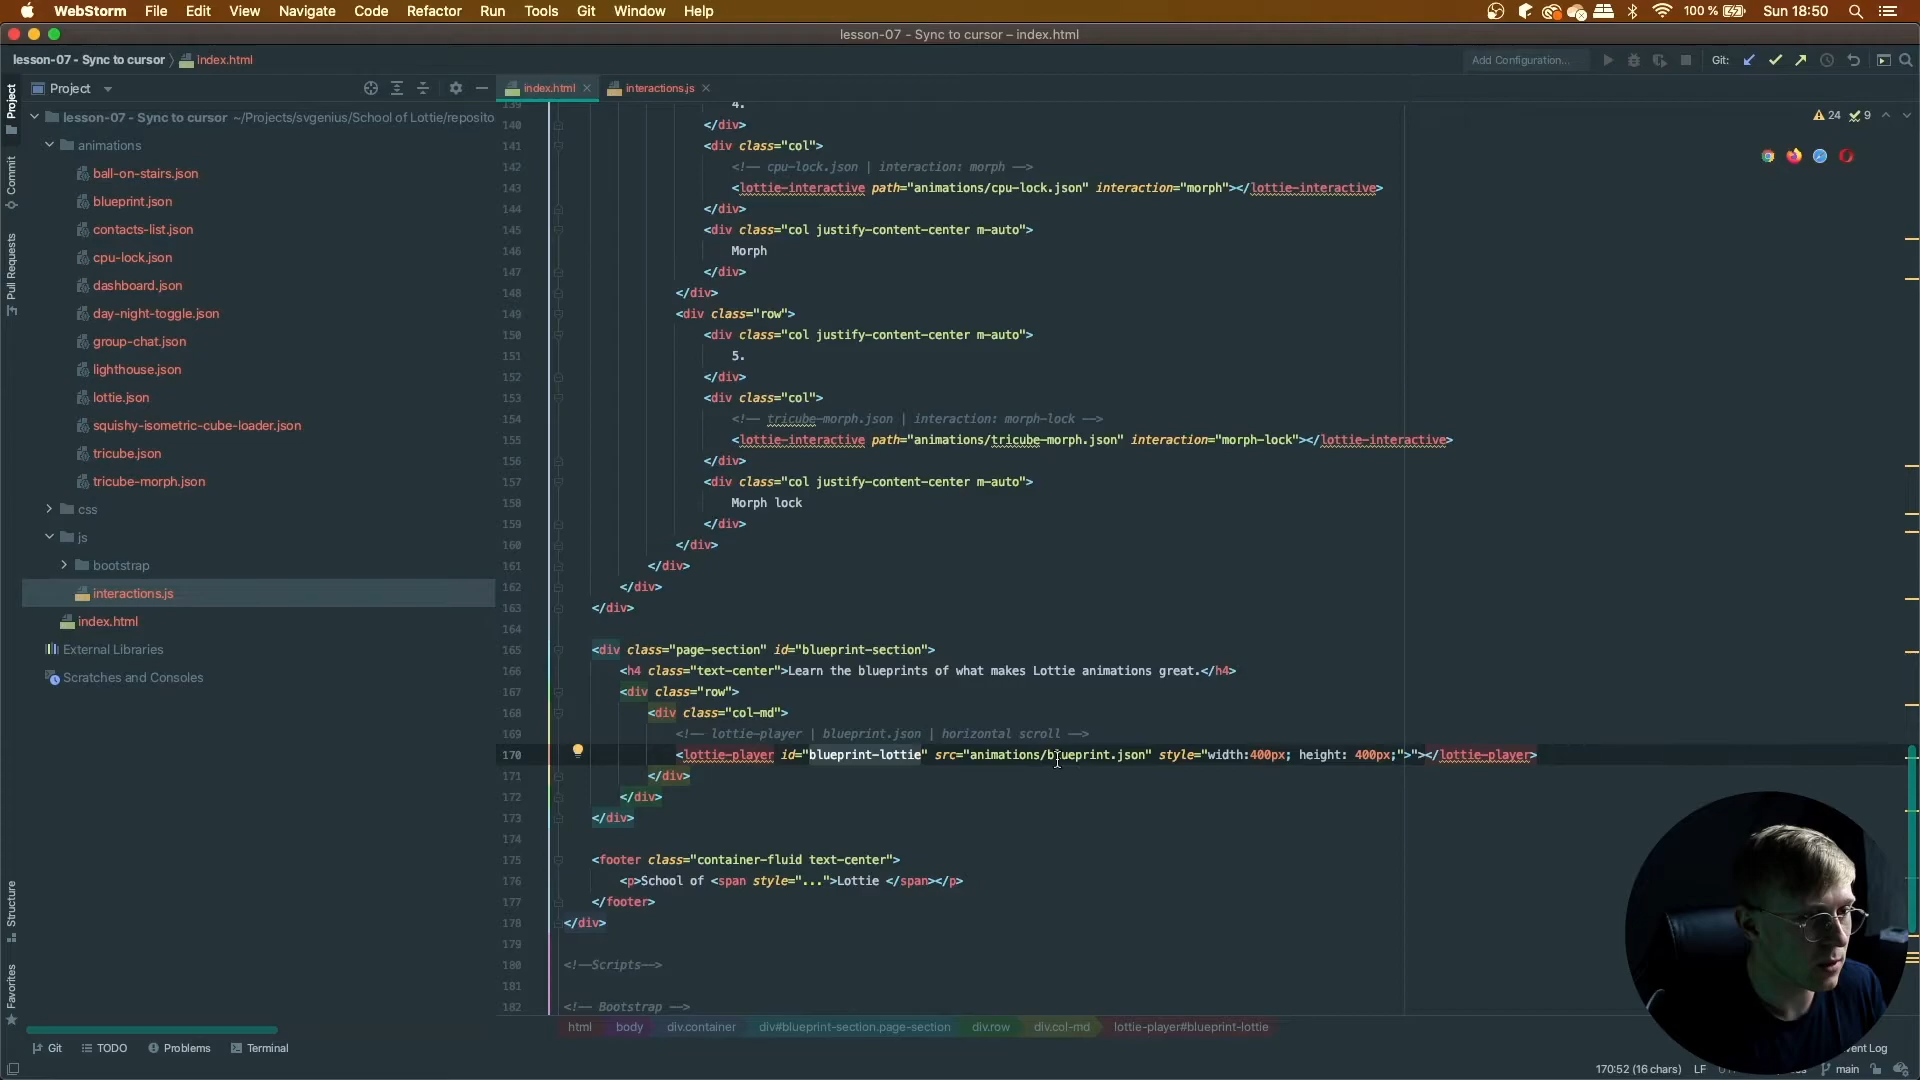 WebStorm File Edit View Navigate Code Refactor Run Tools Git Window Help 100 % Sun 18:50
lesson-07 - Sync to cursor – index.html
lesson-07 - Sync to cursor index.html Add Configuration... Git:
Project index.html interactions.js
Project
Commit
Pull Requests
Structure
Favorites
lesson-07 - Sync to cursor ~/Projects/svgenius/School of Lottie/reposito
animations
ball-on-stairs.json
blueprint.json
contacts-list.json
cpu-lock.json
dashboard.json
day-night-toggle.json
group-chat.json
lighthouse.json
lottie.json
squishy-isometric-cube-loader.json
tricube.json
tricube-morph.json
css
js
bootstrap
interactions.js
index.html
External Libraries
Scratches and Consoles
24 9
139 4.
140 </div>
141 <div class="col">
142 <!-- cpu-lock.json | interaction: morph -->
143 <lottie-interactive path="animations/cpu-lock.json" interaction="morph"></lottie-interactive>
144 </div>
145 <div class="col justify-content-center m-auto">
146 Morph
147 </div>
148 </div>
149 <div class="row">
150 <div class="col justify-content-center m-auto">
151 5.
152 </div>
153 <div class="col">
154 <!-- tricube-morph.json | interaction: morph-lock -->
155 <lottie-interactive path="animations/tricube-morph.json" interaction="morph-lock"></lottie-interactive>
156 </div>
157 <div class="col justify-content-center m-auto">
158 Morph lock
159 </div>
160 </div>
161 </div>
162 </div>
163 </div>
164
165 <div class="page-section" id="blueprint-section">
166 <h4 class="text-center">Learn the blueprints of what makes Lottie animations great.</h4>
167 <div class="row">
168 <div class="col-md">
169 <!-- lottie-player | blueprint.json | horizontal scroll -->
170 <lottie-player id="blueprint-lottie" src="animations/blueprint.json" style="width:400px; height: 400px;">"></lottie-player>
171 </div>
172 </div>
173 </div>
174
175 <footer class="container-fluid text-center">
176 <p>School of <span style="...">Lottie </span></p>
177 </footer>
178 </div>
179
180 <!--Scripts-->
181
182 <!-- Bootstrap -->
html body div.container div#blueprint-section.page-section div.row div.col-md lottie-player#blueprint-lottie
Git TODO Problems Terminal vent Log
170:52 (16 chars) LF main